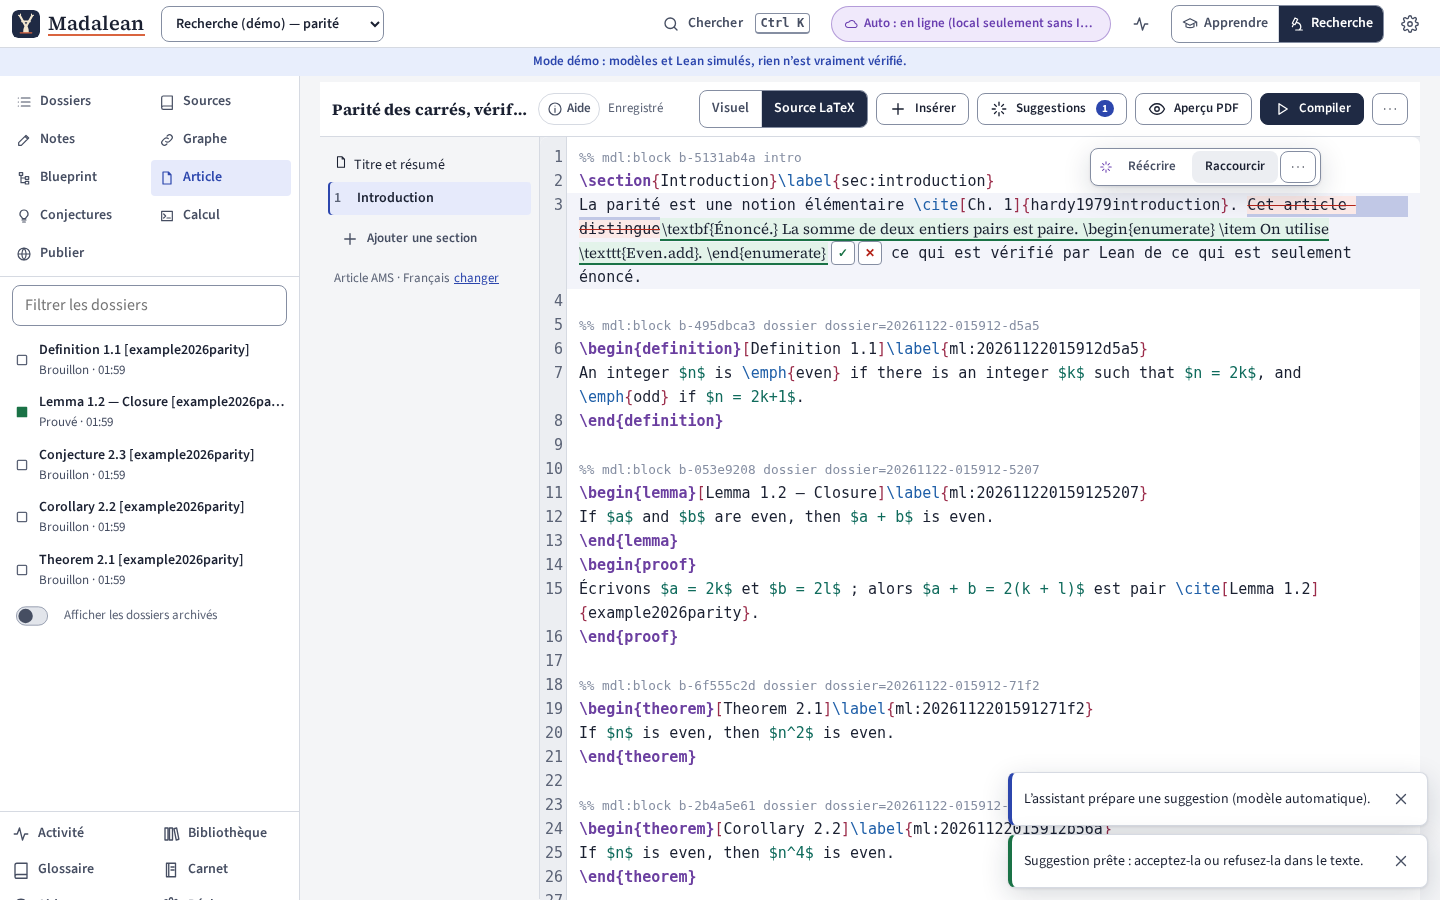 Madalean
Recherche (démo) — parité
Chercher
Ctrl K
Auto : en ligne (local seulement sans I…
Apprendre
Recherche
Mode démo : modèles et Lean simulés, rien n’est vraiment vérifié.
Dossiers
Sources
Notes
Graphe
Blueprint
Article
Conjectures
Calcul
Publier
Filtrer les dossiers
Definition 1.1 [example2026parity]
Brouillon · 01:59
Lemma 1.2 — Closure [example2026pa…
Prouvé · 01:59
Conjecture 2.3 [example2026parity]
Brouillon · 01:59
Corollary 2.2 [example2026parity]
Brouillon · 01:59
Theorem 2.1 [example2026parity]
Brouillon · 01:59
Afficher les dossiers archivés
Activité
Bibliothèque
Glossaire
Carnet
Parité des carrés, vérif…
Aide
Enregistré
Visuel
Source LaTeX
Insérer
Suggestions 1
Aperçu PDF
Compiler
...
Titre et résumé
1 Introduction
Ajouter une section
Article AMS · Français changer
Réécrire
Raccourcir
...
1 %% mdl:block b-5131ab4a intro
2 \section{Introduction}\label{sec:introduction}
3 La parité est une notion élémentaire \cite[Ch. 1]{hardy1979introduction}. Cet article
distingue\textbf{Énoncé.} La somme de deux entiers pairs est paire. \begin{enumerate} \item On utilise
\texttt{Even.add}. \end{enumerate} ✓ ✕ ce qui est vérifié par Lean de ce qui est seulement
énoncé.
4
5 %% mdl:block b-495dbca3 dossier dossier=20261122-015912-d5a5
6 \begin{definition}[Definition 1.1]\label{ml:20261122015912d5a5}
7 An integer $n$ is \emph{even} if there is an integer $k$ such that $n = 2k$, and
\emph{odd} if $n = 2k+1$.
8 \end{definition}
9
10 %% mdl:block b-053e9208 dossier dossier=20261122-015912-5207
11 \begin{lemma}[Lemma 1.2 — Closure]\label{ml:202611220159125207}
12 If $a$ and $b$ are even, then $a + b$ is even.
13 \end{lemma}
14 \begin{proof}
15 Écrivons $a = 2k$ et $b = 2l$ ; alors $a + b = 2(k + l)$ est pair \cite[Lemma 1.2]
{example2026parity}.
16 \end{proof}
17
18 %% mdl:block b-6f555c2d dossier dossier=20261122-015912-71f2
19 \begin{theorem}[Theorem 2.1]\label{ml:2026112201591271f2}
20 If $n$ is even, then $n^2$ is even.
21 \end{theorem}
22
23 %% mdl:block b-2b4a5e61 dossier dossier=20261122-015912-
24 \begin{theorem}[Corollary 2.2]\label{ml:20261122015912b56a}
25 If $n$ is even, then $n^4$ is even.
26 \end{theorem}
27
L’assistant prépare une suggestion (modèle automatique).
Suggestion prête : acceptez-la ou refusez-la dans le texte.